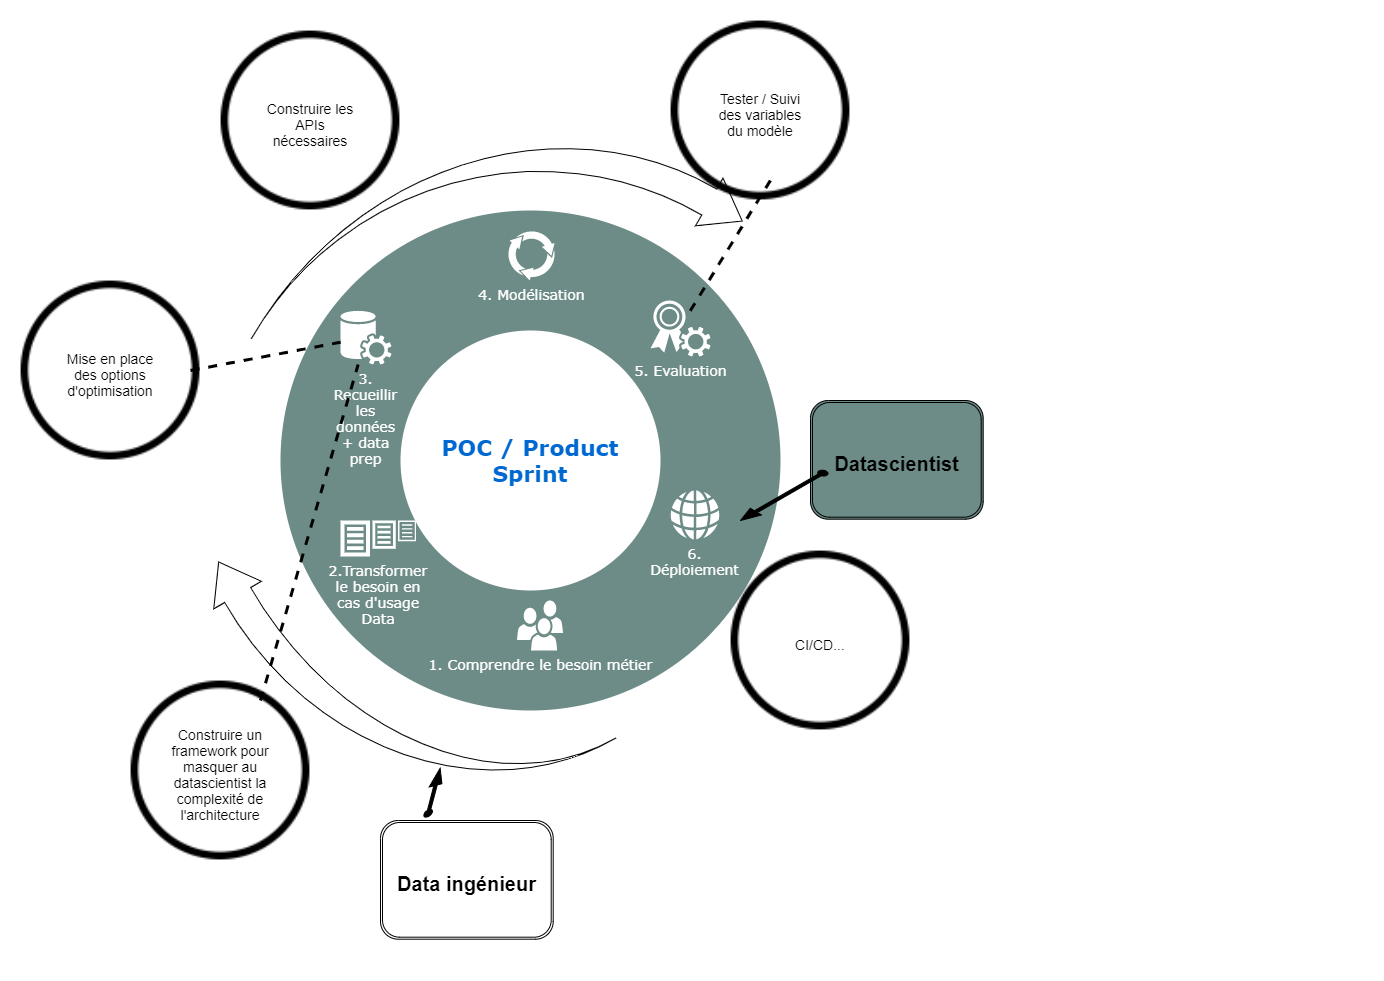 Construire les
APIs
nécessaires
Tester / Suivi
des variables
du modèle
4. Modélisation
Mise en place
des options
d'optimisation
3.
Recueillir
les
données
+ data
prep
5. Evaluation
POC / Product
Sprint
Datascientist
2.Transformer
le besoin en
cas d'usage
Data
6.
Déploiement
1. Comprendre le besoin métier
CI/CD...
Construire un
framework pour
masquer au
datascientist la
complexité de
l'architecture
Data ingénieur